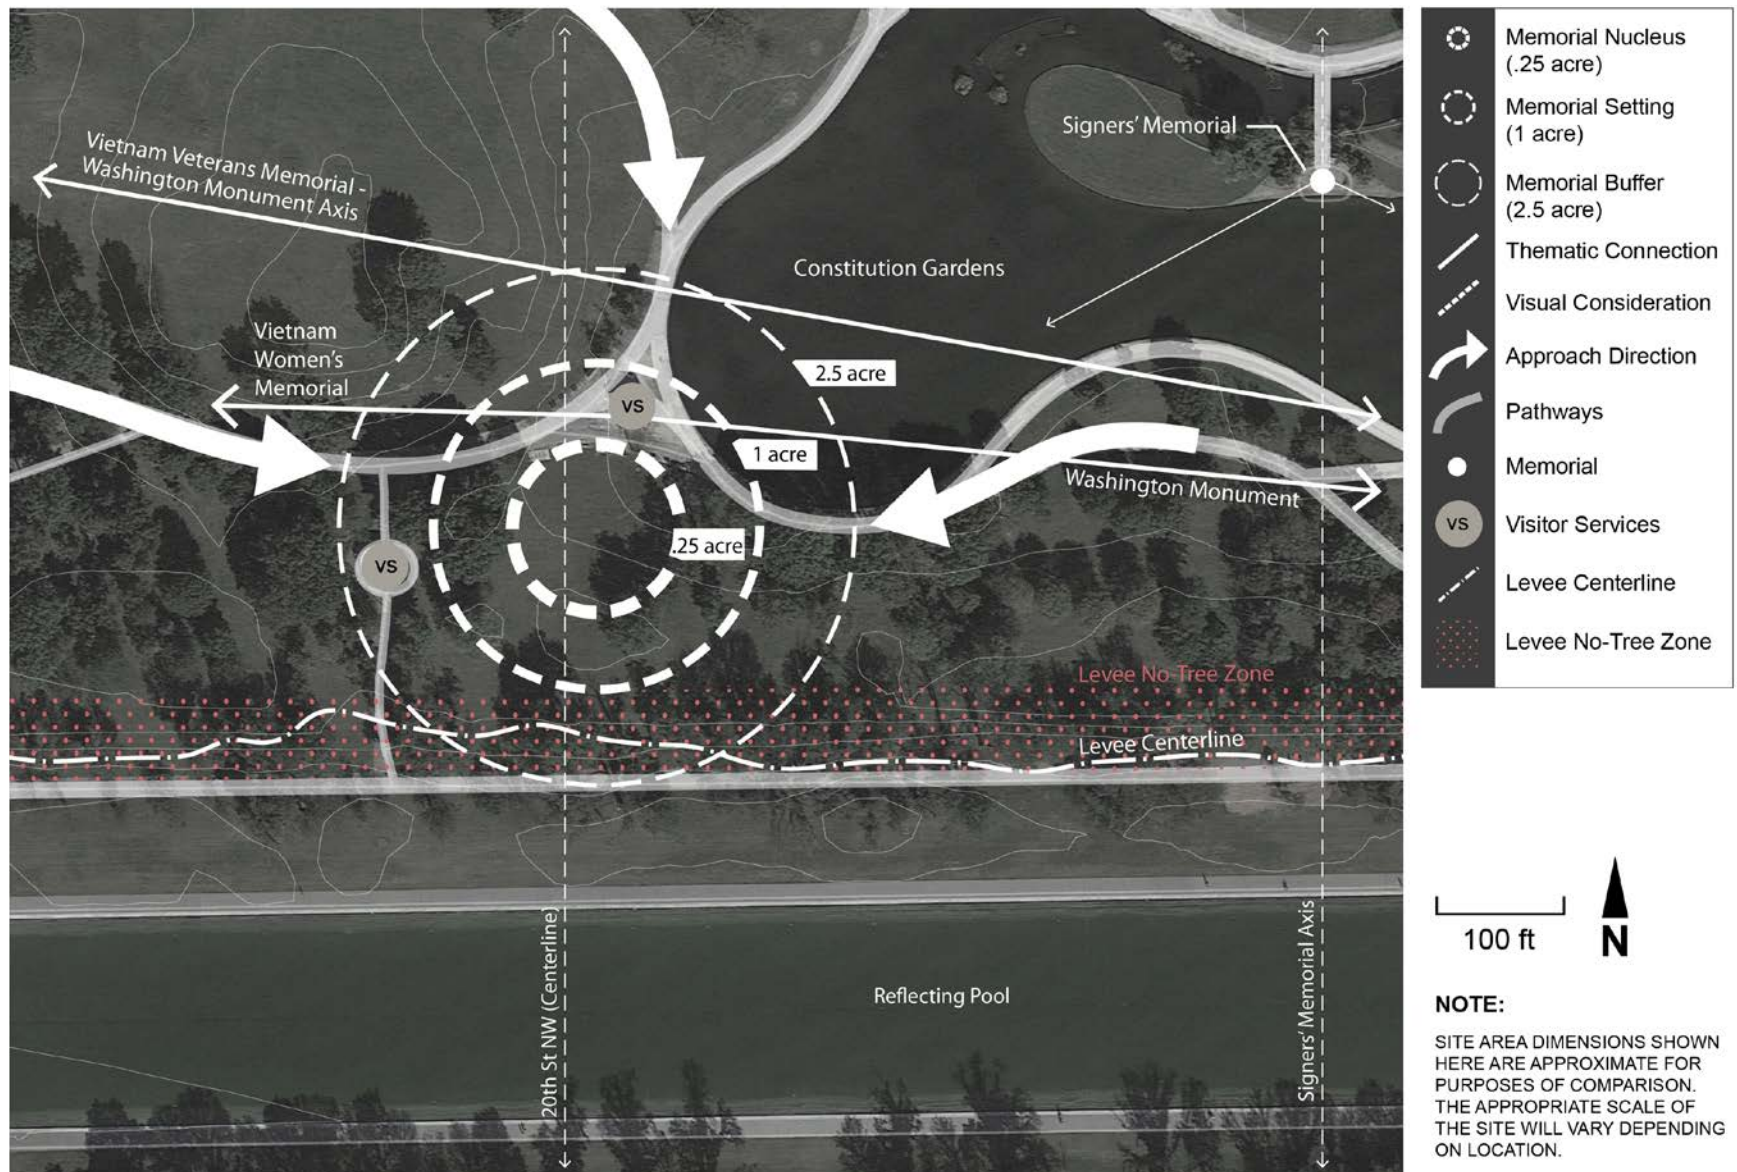 Vietnam Veterans Memorial -
Washington Monument Axis
Signers' Memorial
Constitution Gardens
Vietnam
Women's
Memorial
2.5 acre
VS
1 acre
Washington Monument
.25 acre
VS
Levee No-Tree Zone
Levee Centerline
20th St NW (Centerline)
Reflecting Pool
Signers' Memorial Axis
Memorial Nucleus
(.25 acre)
Memorial Setting
(1 acre)
Memorial Buffer
(2.5 acre)
Thematic Connection
Visual Consideration
Approach Direction
Pathways
Memorial
VS
Visitor Services
Levee Centerline
Levee No-Tree Zone
100 ft
N
NOTE:
SITE AREA DIMENSIONS SHOWN
HERE ARE APPROXIMATE FOR
PURPOSES OF COMPARISON.
THE APPROPRIATE SCALE OF
THE SITE WILL VARY DEPENDING
ON LOCATION.